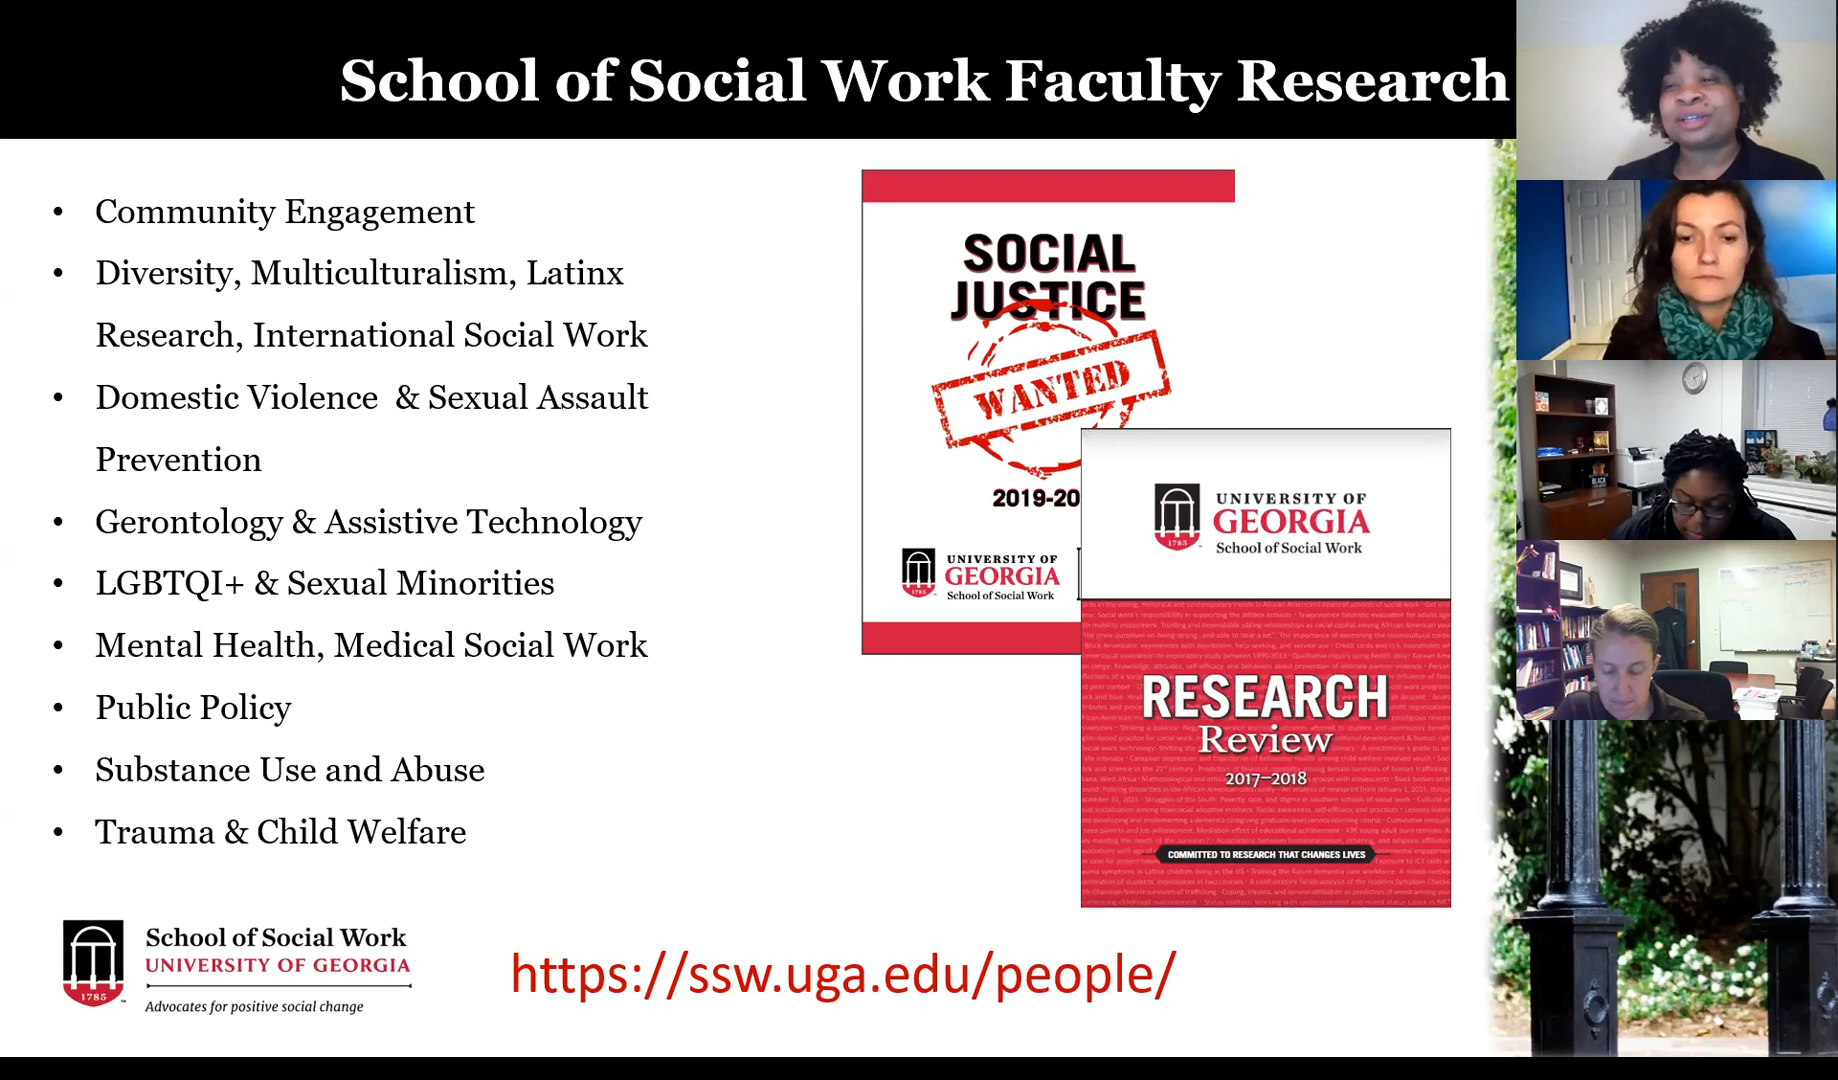 School of Social Work Faculty Research
• Community Engagement
• Diversity, Multiculturalism, Latinx
Research, International Social Work
• Domestic Violence & Sexual Assault
Prevention
• Gerontology & Assistive Technology
• LGBTQI+ & Sexual Minorities
• Mental Health, Medical Social Work
• Public Policy
• Substance Use and Abuse
• Trauma & Child Welfare
SOCIAL
JUSTICE
WANTED
2019-20
1785
UNIVERSITY OF
GEORGIA
School of Social Work
1785
UNIVERSITY OF
GEORGIA
School of Social Work
RESEARCH
Review
2017–2018
COMMITTED TO RESEARCH THAT CHANGES LIVES
1785
School of Social Work
UNIVERSITY OF GEORGIA
Advocates for positive social change
https://ssw.uga.edu/people/